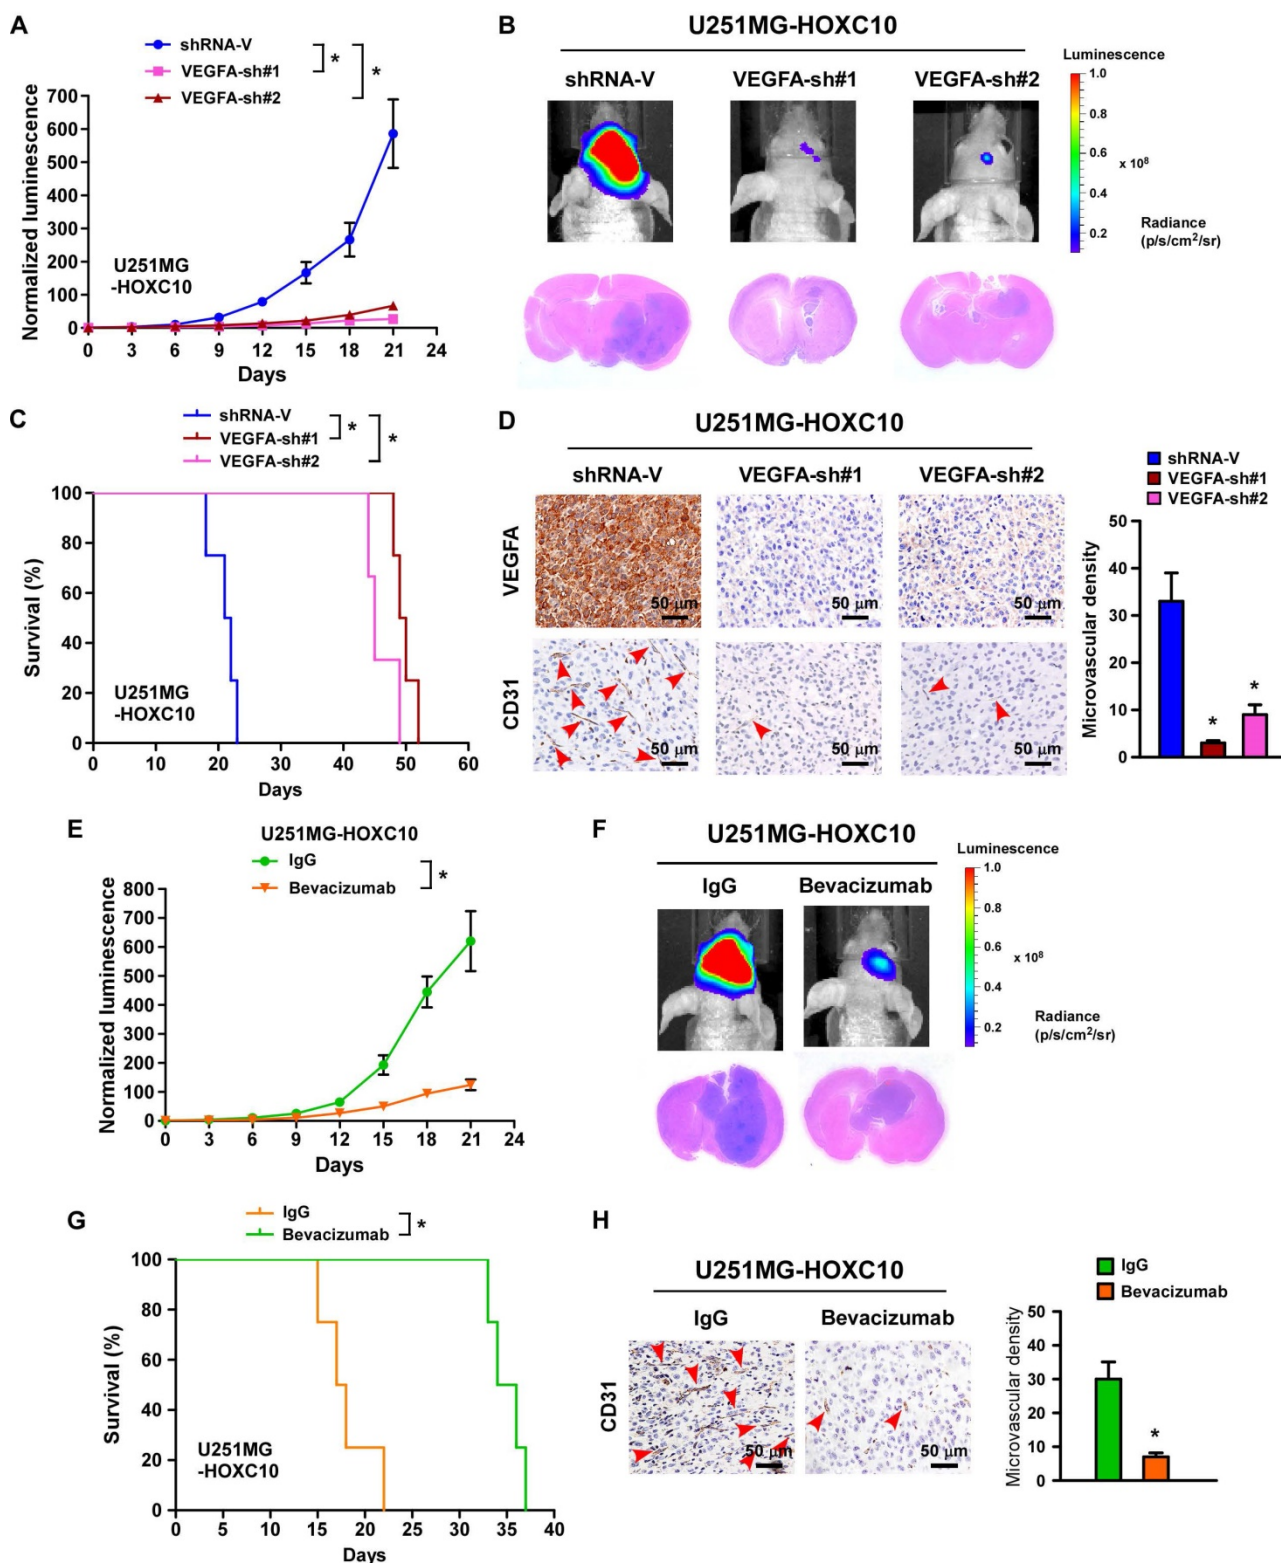 A
shRNA-V
VEGFA-sh#1
VEGFA-sh#2
*
*
Normalized luminescence
700
600
500
400
300
200
100
0
U251MG
-HOXC10
0 3 6 9 12 15 18 21 24
Days
B
U251MG-HOXC10
shRNA-V VEGFA-sh#1 VEGFA-sh#2
Luminescence
1.0
0.8
0.6
0.4
0.2
x 10⁸
Radiance
(p/s/cm²/sr)
C
shRNA-V
VEGFA-sh#1
VEGFA-sh#2
*
*
Survival (%)
100
80
60
40
20
0
U251MG
-HOXC10
0 10 20 30 40 50 60
Days
D
U251MG-HOXC10
shRNA-V VEGFA-sh#1 VEGFA-sh#2
VEGFA
50 μm 50 μm 50 μm
CD31
50 μm 50 μm 50 μm
shRNA-V
VEGFA-sh#1
VEGFA-sh#2
Microvascular density
50
40
30
20
10
0
*
*
E
U251MG-HOXC10
IgG
Bevacizumab
*
Normalized luminescence
800
700
600
500
400
300
200
100
0
0 3 6 9 12 15 18 21 24
Days
F
U251MG-HOXC10
IgG Bevacizumab
Luminescence
1.0
0.8
0.6
0.4
0.2
x 10⁸
Radiance
(p/s/cm²/sr)
G
IgG
Bevacizumab
*
Survival (%)
100
80
60
40
20
0
U251MG
-HOXC10
0 5 10 15 20 25 30 35 40
Days
H
U251MG-HOXC10
IgG Bevacizumab
CD31
50 μm 50 μm
IgG
Bevacizumab
Microvascular density
50
40
30
20
10
0
*